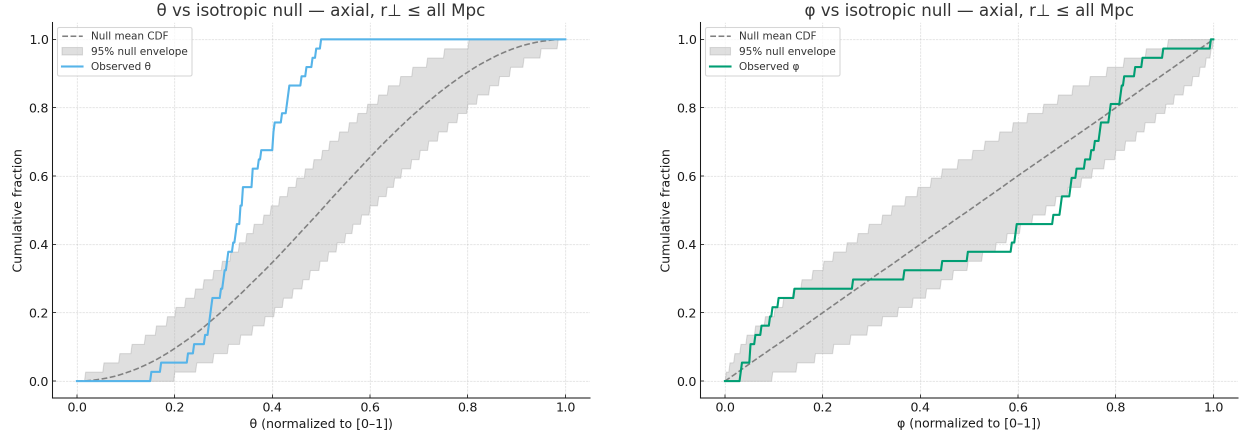 θ vs isotropic null — axial, r⊥ ≤ all Mpc
Null mean CDF
95% null envelope
Observed θ
1.0
0.8
0.6
0.4
0.2
0.0
Cumulative fraction
0.0 0.2 0.4 0.6 0.8 1.0
θ (normalized to [0–1])
φ vs isotropic null — axial, r⊥ ≤ all Mpc
Null mean CDF
95% null envelope
Observed φ
1.0
0.8
0.6
0.4
0.2
0.0
Cumulative fraction
0.0 0.2 0.4 0.6 0.8 1.0
φ (normalized to [0–1])